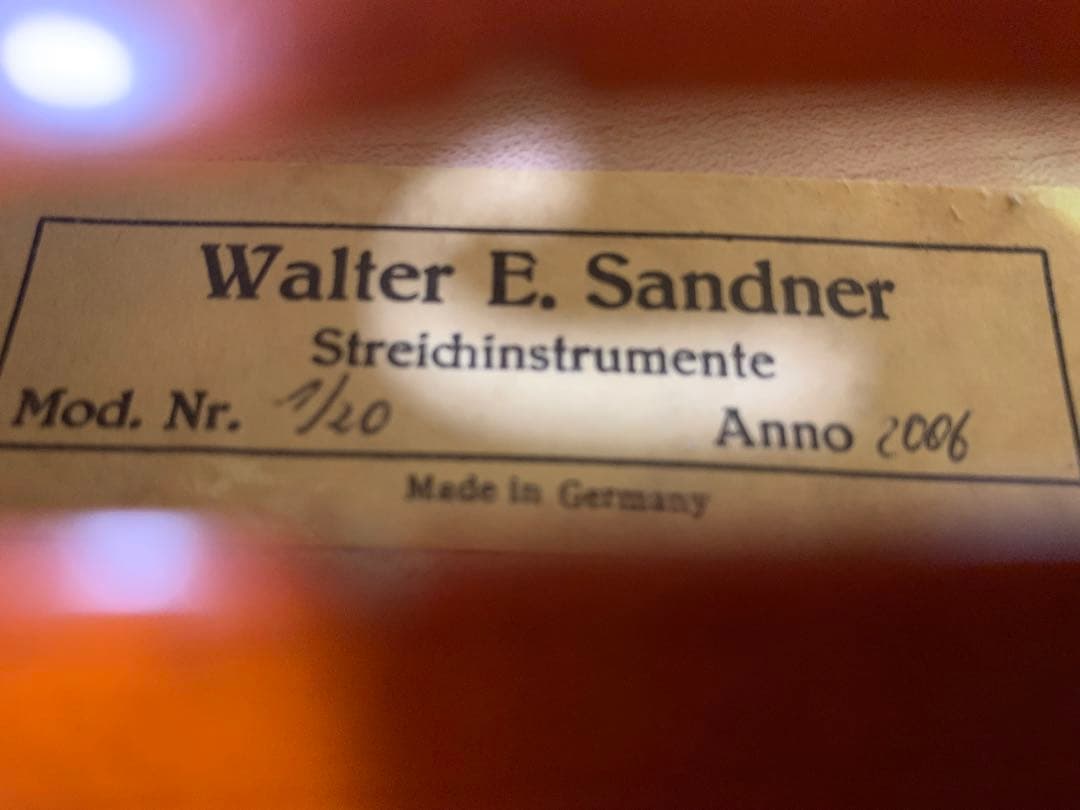 Walter E. Sandner
Streichinstrumente
Mod. Nr. 1/20 Anno 2006
Made in Germany